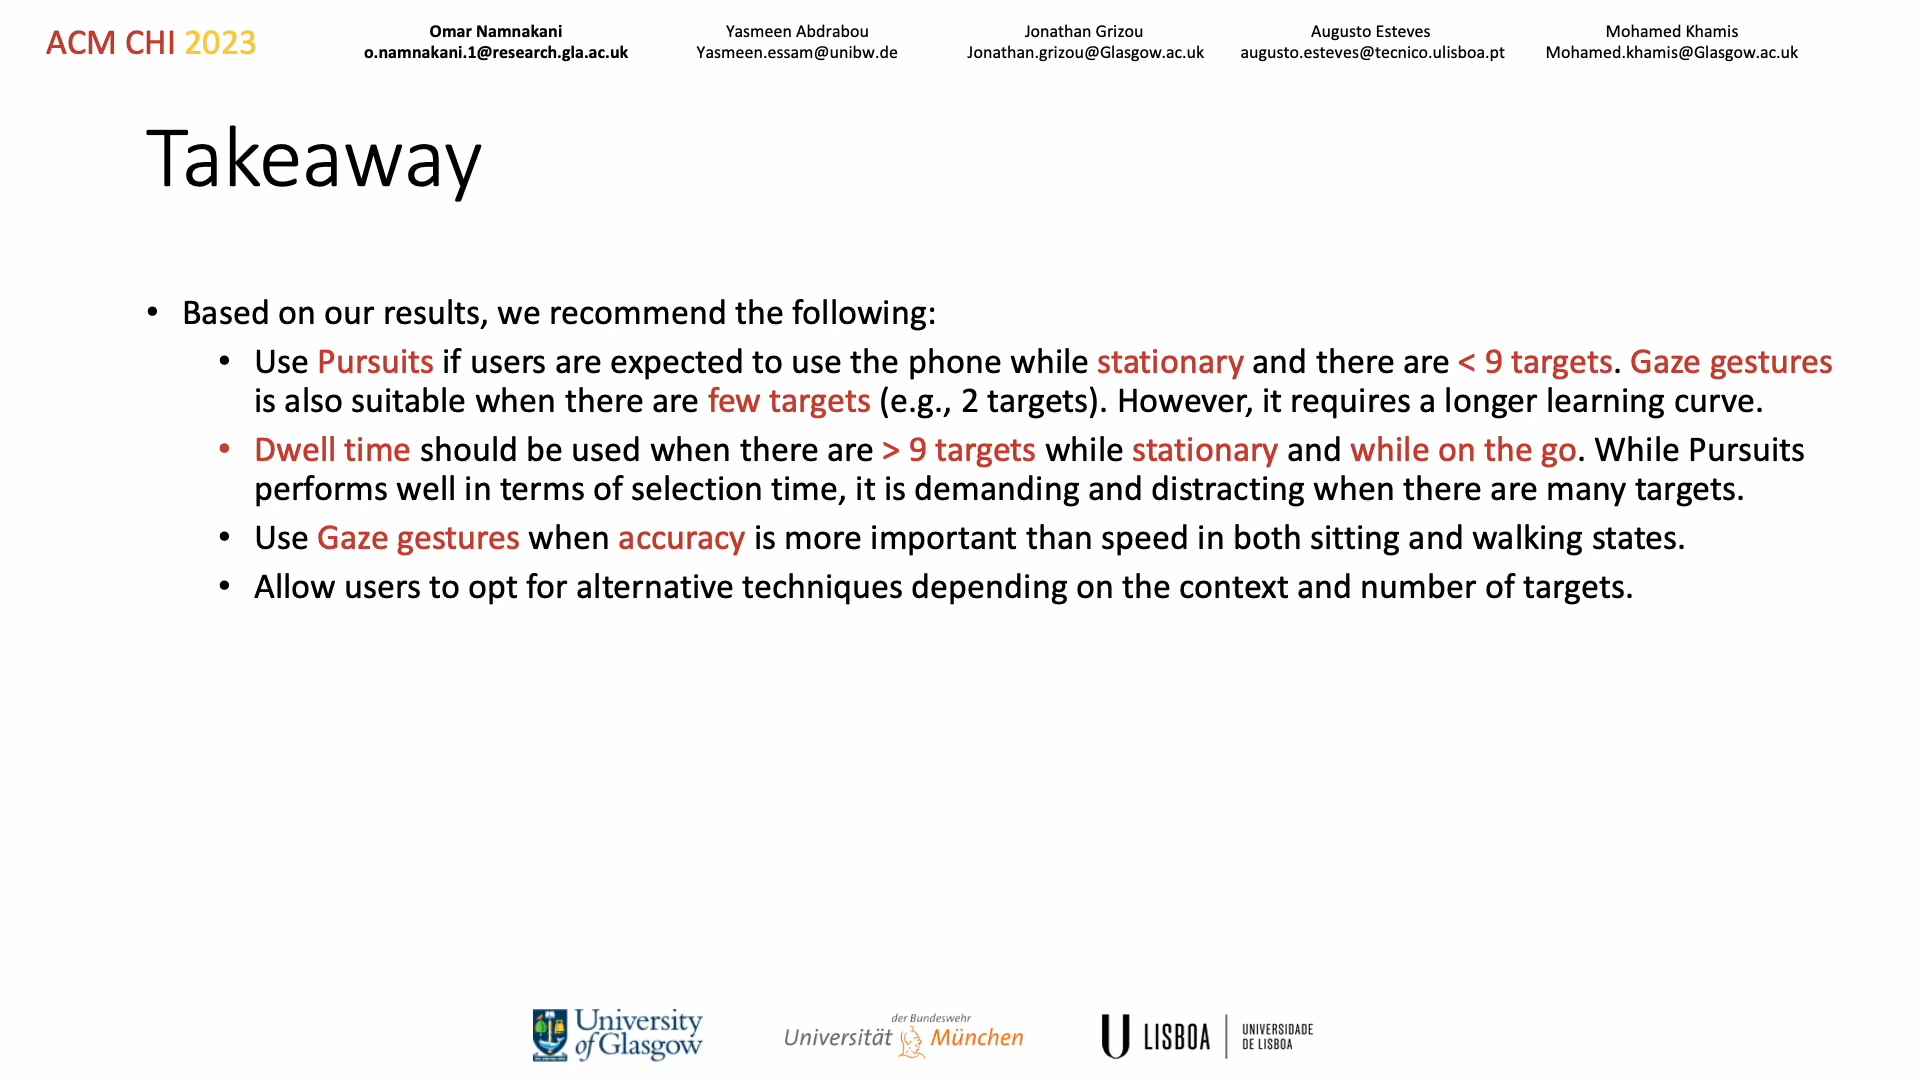 ACM CHI 2023
Omar Namnakani
o.namnakani.1@research.gla.ac.uk
Yasmeen Abdrabou
Yasmeen.essam@unibw.de
Jonathan Grizou
Jonathan.grizou@Glasgow.ac.uk
Augusto Esteves
augusto.esteves@tecnico.ulisboa.pt
Mohamed Khamis
Mohamed.khamis@Glasgow.ac.uk
Takeaway
• Based on our results, we recommend the following:
• Use Pursuits if users are expected to use the phone while stationary and there are < 9 targets. Gaze gestures
is also suitable when there are few targets (e.g., 2 targets). However, it requires a longer learning curve.
• Dwell time should be used when there are > 9 targets while stationary and while on the go. While Pursuits
performs well in terms of selection time, it is demanding and distracting when there are many targets.
• Use Gaze gestures when accuracy is more important than speed in both sitting and walking states.
• Allow users to opt for alternative techniques depending on the context and number of targets.
University
of Glasgow
der Bundeswehr
Universität München
U LISBOA
UNIVERSIDADE
DE LISBOA